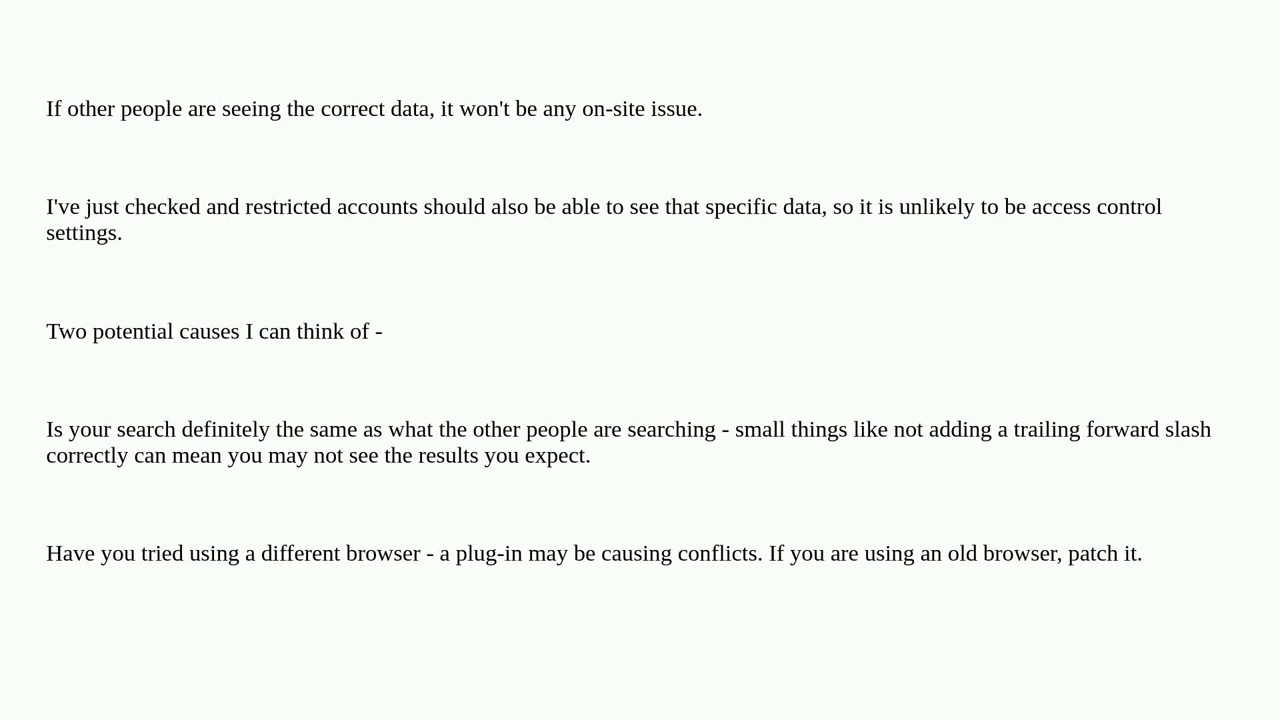 If other people are seeing the correct data, it won't be any on-site issue.
I've just checked and restricted accounts should also be able to see that specific data, so it is unlikely to be access control
settings.
Two potential causes I can think of -
Is your search definitely the same as what the other people are searching - small things like not adding a trailing forward slash
correctly can mean you may not see the results you expect.
Have you tried using a different browser - a plug-in may be causing conflicts. If you are using an old browser, patch it.